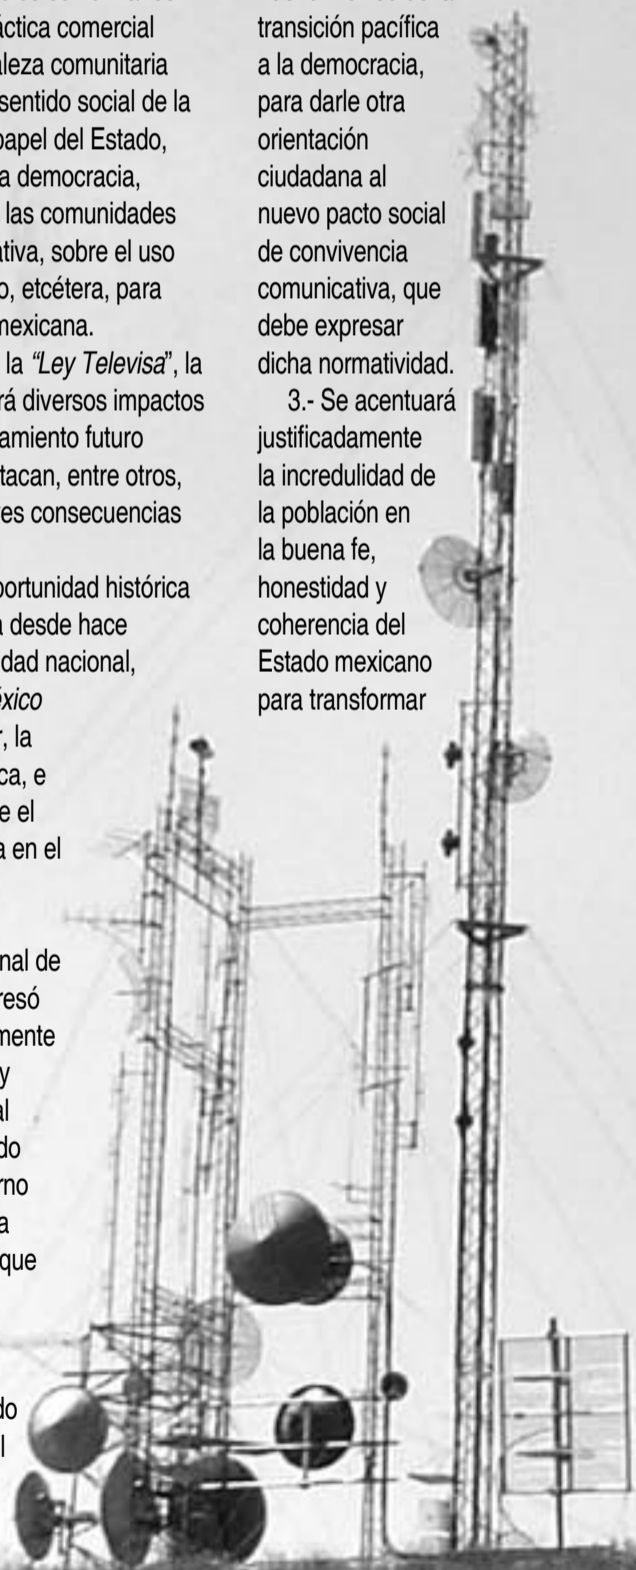 áctica comercial
aleza comunitaria
sentido social de la
papel del Estado,
a democracia,
las comunidades
ativa, sobre el uso
o, etcétera, para
mexicana.
la “Ley Televisa”, la
rá diversos impactos
amiento futuro
tacan, entre otros,
res consecuencias
portunidad histórica
a desde hace
dad nacional,
éxico
r, la
ca, e
e el
a en el
nal de
resó
mente
y
al
do
rno
a
que
do
l
transición pacífica
a la democracia,
para darle otra
orientación
ciudadana al
nuevo pacto social
de convivencia
comunicativa, que
debe expresar
dicha normatividad.
3.- Se acentuará
justificadamente
la incredulidad de
la población en
la buena fe,
honestidad y
coherencia del
Estado mexicano
para transformar